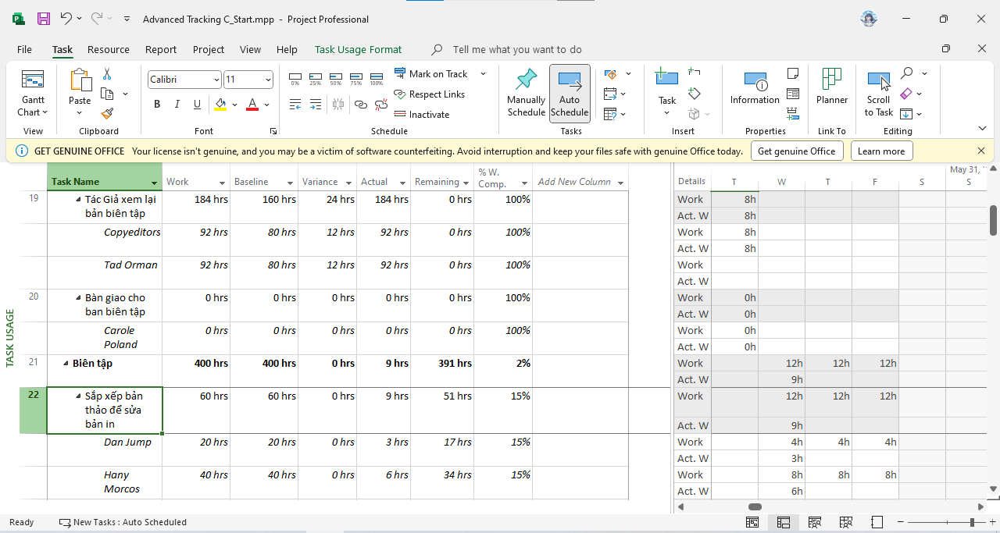 Advanced Tracking C_Start.mpp - Project Professional
File Task Resource Report Project View Help Task Usage Format Tell me what you want to do
Gantt Chart
View
Paste
Clipboard
Calibri 11
B I U A
Font
0% 25% 50% 75% 100%
Mark on Track
Respect Links
Inactivate
Schedule
Manually Schedule
Auto Schedule
Tasks
Task
Insert
Information
Properties
Planner
Link To
Scroll to Task
Editing
GET GENUINE OFFICE Your license isn't genuine, and you may be a victim of software counterfeiting. Avoid interruption and keep your files safe with genuine Office today. Get genuine Office Learn more
TASK USAGE
Task Name Work Baseline Variance Actual Remaining % W. Comp. Add New Column
19 Tác Giả xem lại bản biên tập 184 hrs 160 hrs 24 hrs 184 hrs 0 hrs 100%
Copyeditors 92 hrs 80 hrs 12 hrs 92 hrs 0 hrs 100%
Tad Orman 92 hrs 80 hrs 12 hrs 92 hrs 0 hrs 100%
20 Bàn giao cho ban biên tập 0 hrs 0 hrs 0 hrs 0 hrs 0 hrs 100%
Carole Poland 0 hrs 0 hrs 0 hrs 0 hrs 0 hrs 100%
21 Biên tập 400 hrs 400 hrs 0 hrs 9 hrs 391 hrs 2%
22 Sắp xếp bản thảo để sửa bản in 60 hrs 60 hrs 0 hrs 9 hrs 51 hrs 15%
Dan Jump 20 hrs 20 hrs 0 hrs 3 hrs 17 hrs 15%
Hany Morcos 40 hrs 40 hrs 0 hrs 6 hrs 34 hrs 15%
May 31,
Details T W T F S S
Work 8h
Act. W 8h
Work 8h
Act. W 8h
Work
Act. W
Work 0h
Act. W 0h
Work 0h
Act. W 0h
Work 12h 12h 12h
Act. W 9h
Work 12h 12h 12h
Act. W 9h
Work 4h 4h 4h
Act. W 3h
Work 8h 8h 8h
Act. W 6h
Ready New Tasks : Auto Scheduled